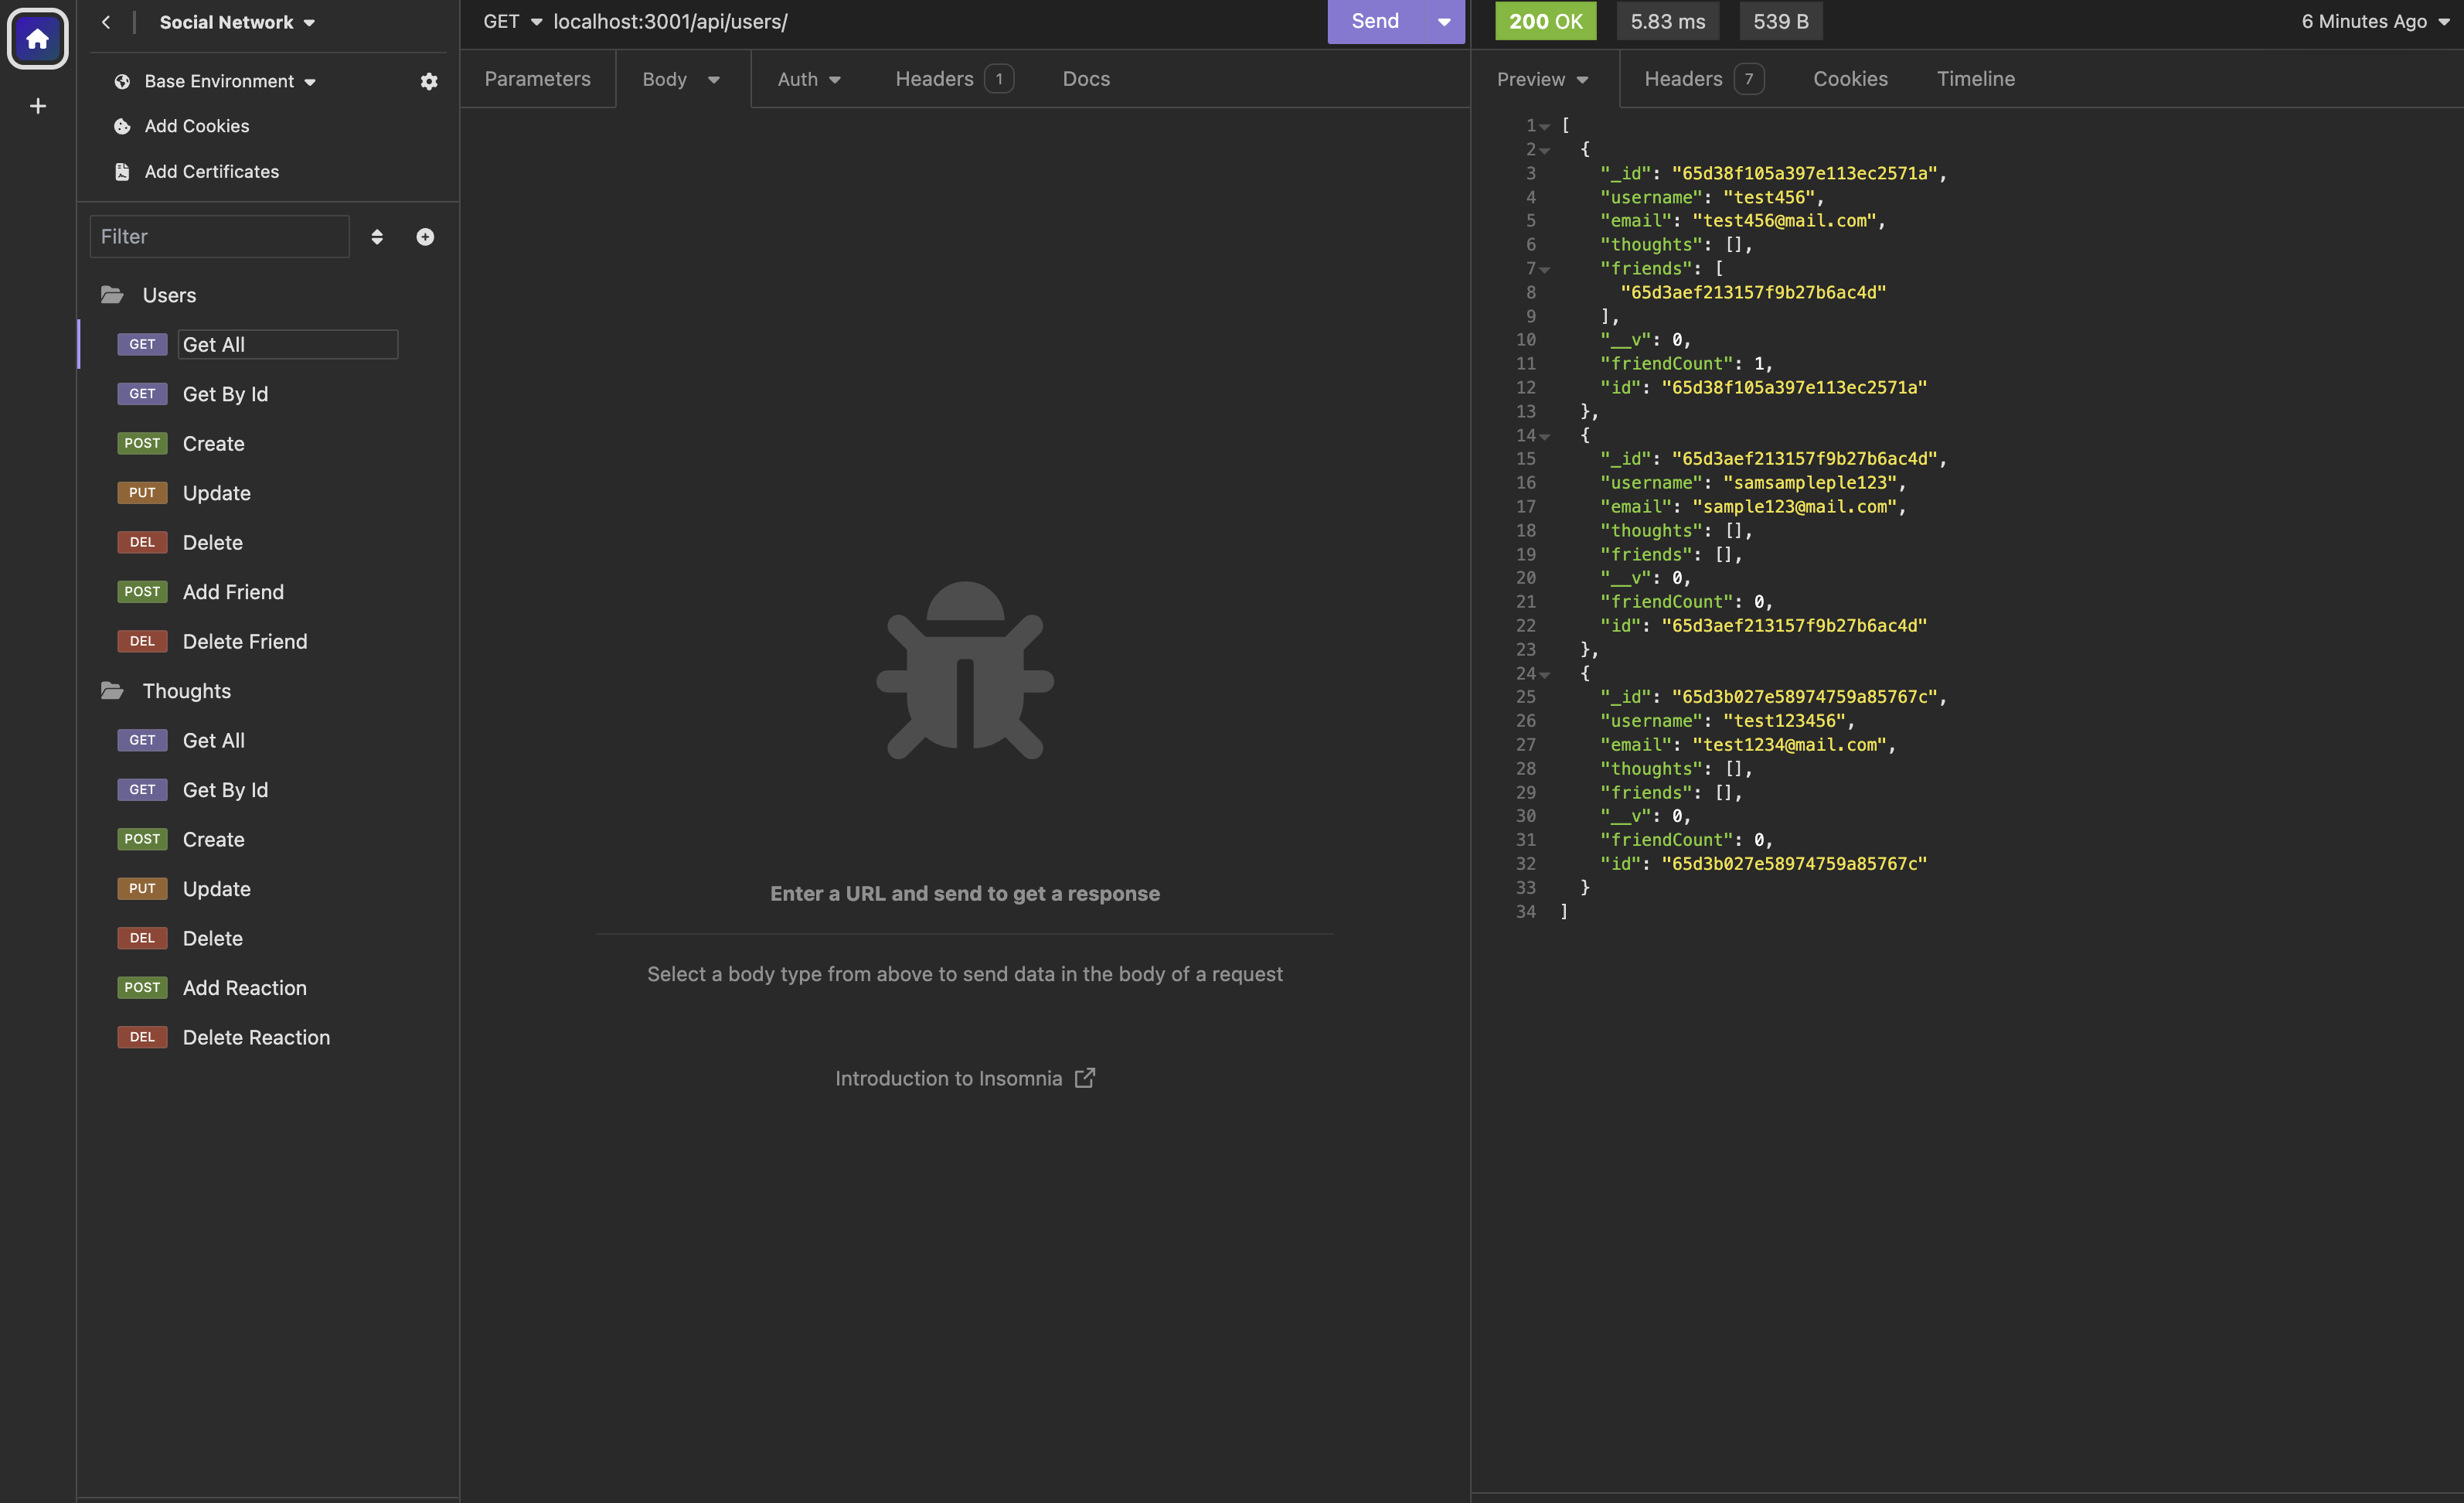 Social Network
Base Environment
Add Cookies
Add Certificates
Filter
Users
GET Get All
GET Get By Id
POST Create
PUT Update
DEL Delete
POST Add Friend
DEL Delete Friend
Thoughts
GET Get All
GET Get By Id
POST Create
PUT Update
DEL Delete
POST Add Reaction
DEL Delete Reaction
GET localhost:3001/api/users/ Send
Parameters Body Auth Headers 1 Docs
Enter a URL and send to get a response
Select a body type from above to send data in the body of a request
Introduction to Insomnia
200 OK 5.83 ms 539 B 6 Minutes Ago
Preview Headers 7 Cookies Timeline
1 [
2 {
3 "_id": "65d38f105a397e113ec2571a",
4 "username": "test456",
5 "email": "test456@mail.com",
6 "thoughts": [],
7 "friends": [
8 "65d3aef213157f9b27b6ac4d"
9 ],
10 "__v": 0,
11 "friendCount": 1,
12 "id": "65d38f105a397e113ec2571a"
13 },
14 {
15 "_id": "65d3aef213157f9b27b6ac4d",
16 "username": "samsampleple123",
17 "email": "sample123@mail.com",
18 "thoughts": [],
19 "friends": [],
20 "__v": 0,
21 "friendCount": 0,
22 "id": "65d3aef213157f9b27b6ac4d"
23 },
24 {
25 "_id": "65d3b027e58974759a85767c",
26 "username": "test123456",
27 "email": "test1234@mail.com",
28 "thoughts": [],
29 "friends": [],
30 "__v": 0,
31 "friendCount": 0,
32 "id": "65d3b027e58974759a85767c"
33 }
34 ]